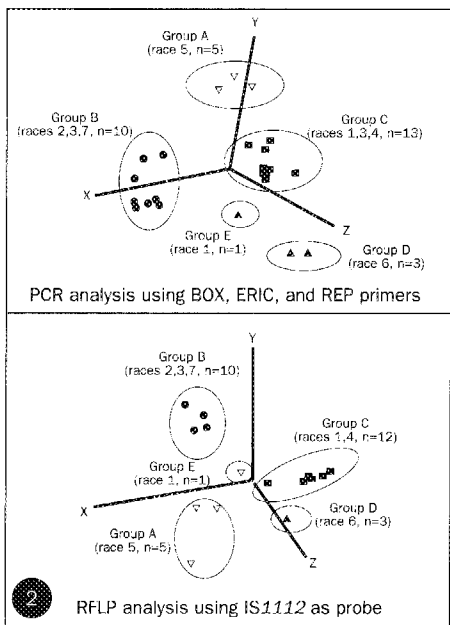 Group A
(race 5, n=5)
Y
Group B
(races 2,3,7, n=10)
Group C
(races 1,3,4, n=13)
X
Z
Group E
(race 1, n=1)
Group D
(race 6, n=3)
PCR analysis using BOX, ERIC, and REP primers
Y
Group B
(races 2,3,7, n=10)
Group C
(races 1,4, n=12)
Group E
(race 1, n=1)
X
Group D
(race 6, n=3)
Group A
(race 5, n=5)
Z
2
RFLP analysis using IS1112 as probe